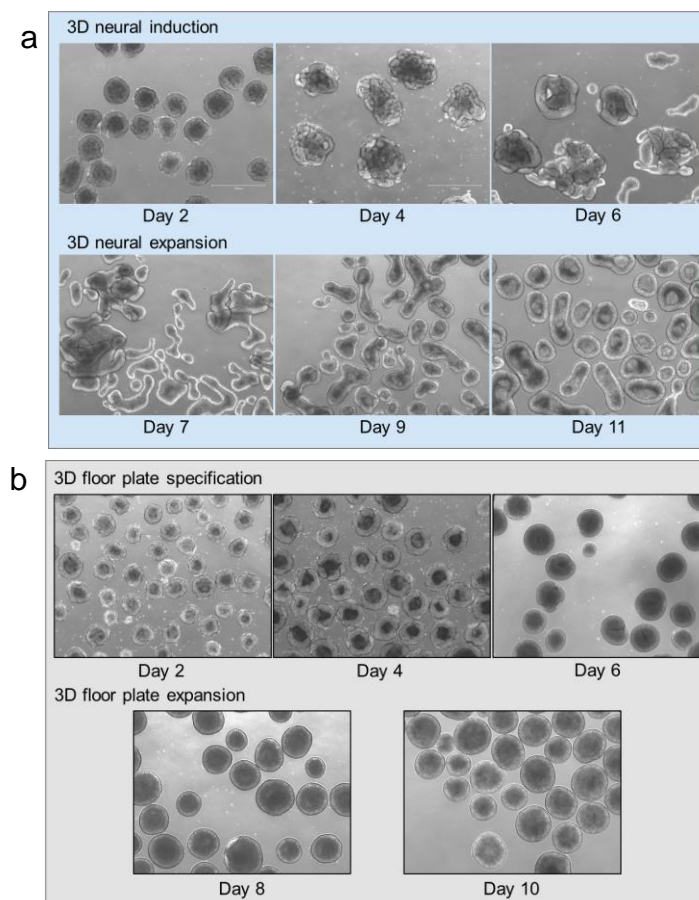 a
3D neural induction
Day 2
Day 4
Day 6
3D neural expansion
Day 7
Day 9
Day 11
b
3D floor plate specification
Day 2
Day 4
Day 6
3D floor plate expansion
Day 8
Day 10